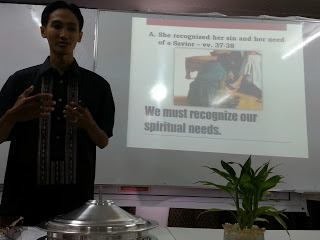 A. She recognized her sin and her need
of a Savior – vv. 37-38
We must recognize our
spiritual needs.